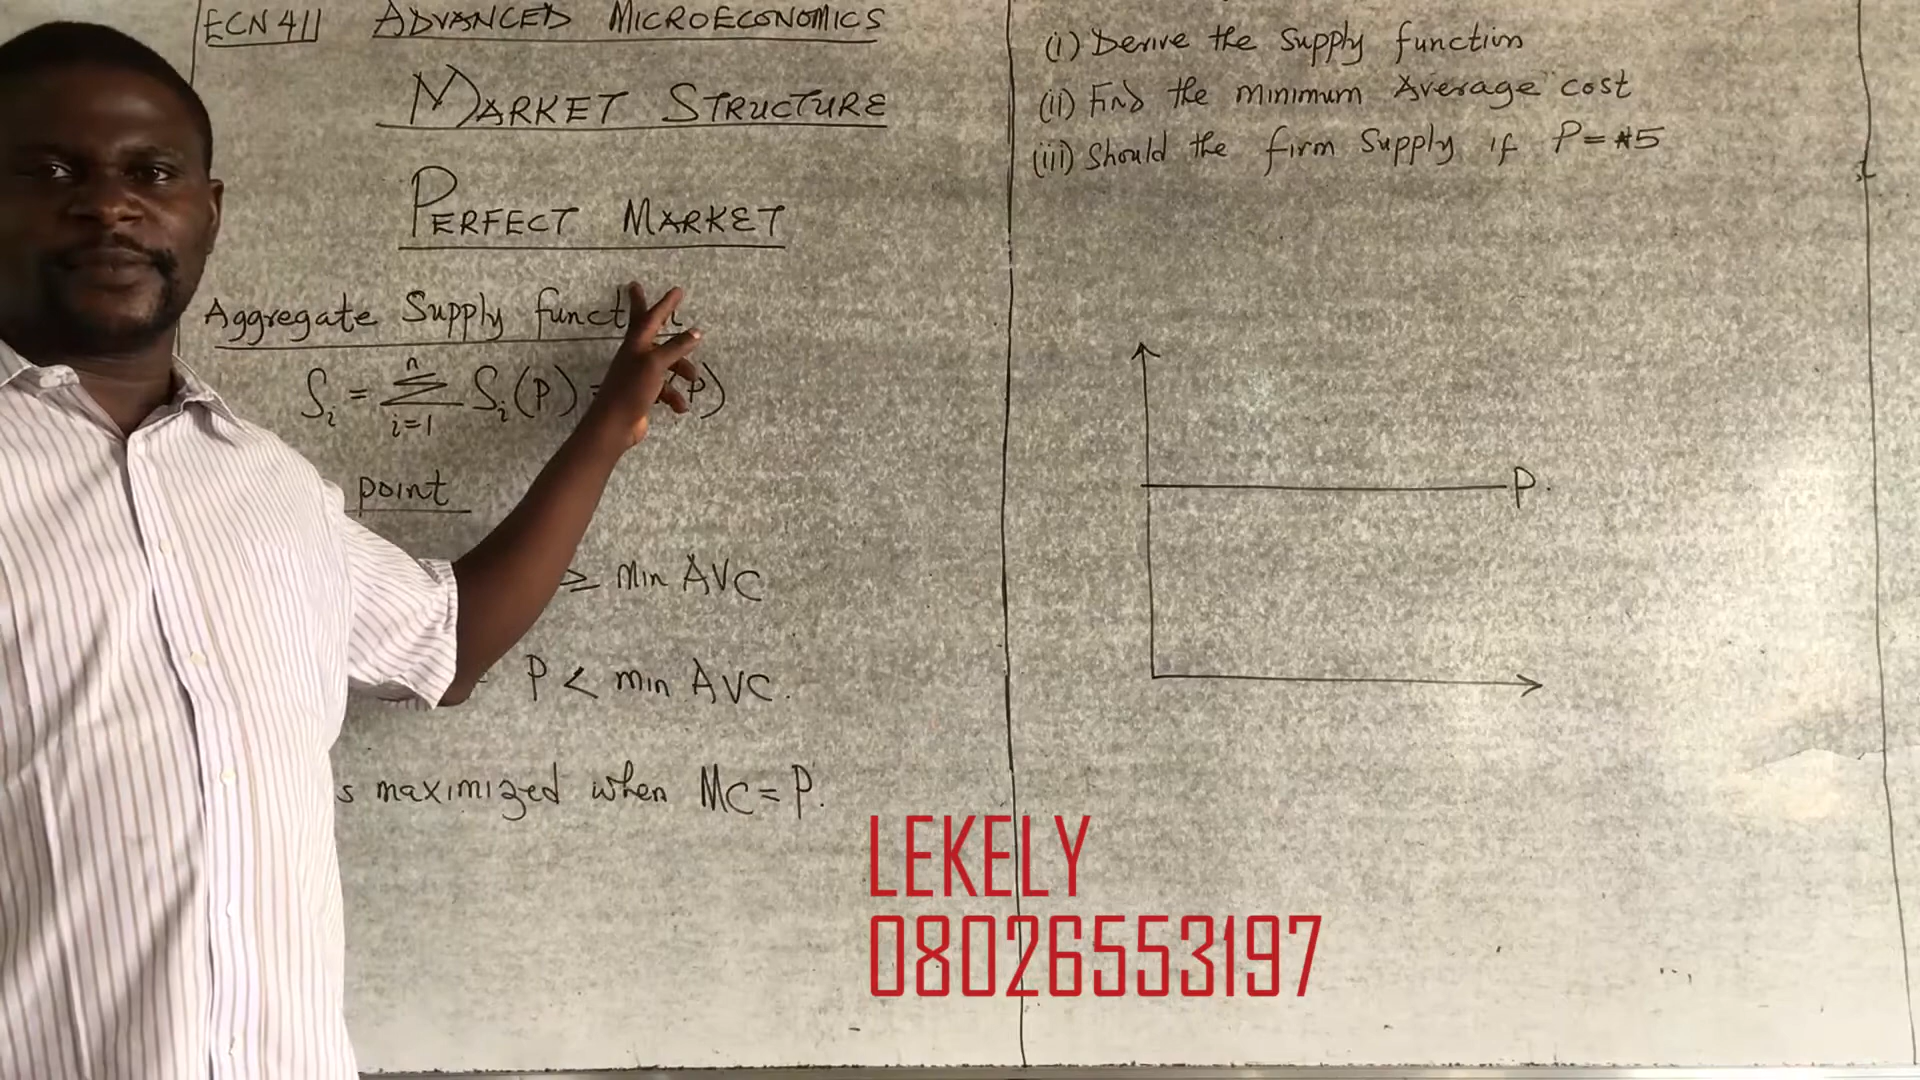 ECN 411 ADVANCED MICROECONOMICS
MARKET STRUCTURE
PERFECT MARKET
Aggregate Supply funct
Sᵢ = Σ Sᵢ(P) = (P)
n
i=1
point
≥ min AVC
P < min AVC.
s maximized when MC = P.
(i) Derive the Supply function
(ii) Find the minimum Average cost
(iii) Should the firm Supply if P = ₦5
P.
LEKELY
08026553197